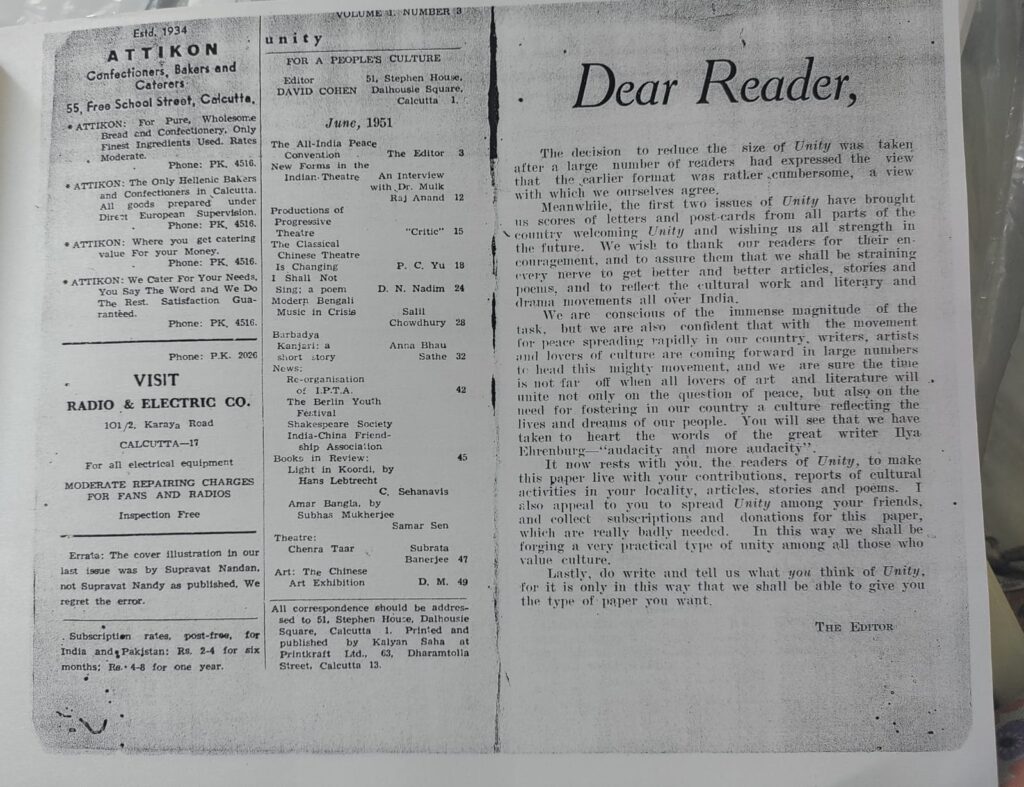 Estd. 1934
ATTIKON
Confectioners, Bakers and
Caterers
55, Free School Street, Calcutta.
* ATTIKON: For Pure, Wholesome
Bread and Confectionery, Only
Finest Ingredients Used. Rates
Moderate.
Phone: PK. 4516.
* ATTIKON: The Only Hellenic Bakers
and Confectioners in Calcutta.
All goods prepared under
Direct European Supervision.
Phone: PK. 4516.
* ATTIKON: Where you get catering
value For your Money.
Phone: PK. 4516.
* ATTIKON: We Cater For Your Needs,
You Say The Word and We Do
The Rest. Satisfaction Gua-
ranteed.
Phone: PK. 4516.
Phone: P.K. 2026
VISIT
RADIO & ELECTRIC CO.
101/2, Karaya Road
CALCUTTA—17
For all electrical equipment
MODERATE REPAIRING CHARGES
FOR FANS AND RADIOS
Inspection Free
Errata: The cover illustration in our
last issue was by Supravat Nandan,
not Supravat Nandy as published. We
regret the error.
Subscription rates, post-free, for
India and Pakistan: Rs. 2-4 for six
months; Rs. 4-8 for one year.
VOLUME 1, NUMBER 3
unity
FOR A PEOPLE'S CULTURE
Editor 51, Stephen House,
DAVID COHEN Dalhousie Square,
Calcutta 1.
June, 1951
The All-India Peace
Convention The Editor 3
New Forms in the
Indian Theatre An Interview
with Dr. Mulk
Raj Anand 12
Productions of
Progressive
Theatre "Critic" 15
The Classical
Chinese Theatre
Is Changing P. C. Yu 18
I Shall Not
Sing; a poem D. N. Nadim 24
Modern Bengali
Music in Crisis Salil
Chowdhury 28
Barbadya
Kanjari: a Anna Bhau
short story Sathe 32
News:
Re-organisation
of I.P.T.A. 42
The Berlin Youth
Festival
Shakespeare Society
India-China Friend-
ship Association
Books in Review: 45
Light in Koordi, by
Hans Lebtrecht
C. Sehanavis
Amar Bangla, by
Subhas Mukherjee
Samar Sen
Theatre:
Chenra Taar Subrata
Banerjee 47
Art: The Chinese
Art Exhibition D. M. 49
All correspondence should be addres-
sed to 51, Stephen House, Dalhousie
Square, Calcutta 1. Printed and
published by Kalyan Saha at
Printkraft Ltd., 63, Dharamtolla
Street, Calcutta 13.
Dear Reader,
The decision to reduce the size of Unity was taken
after a large number of readers had expressed the view
that the earlier format was rather cumbersome, a view
with which we ourselves agree.
Meanwhile, the first two issues of Unity have brought
us scores of letters and post-cards from all parts of the
country welcoming Unity and wishing us all strength in
the future. We wish to thank our readers for their en-
couragement, and to assure them that we shall be straining
every nerve to get better and better articles, stories and
poems, and to reflect the cultural work and literary and
drama movements all over India.
We are conscious of the immense magnitude of the
task, but we are also confident that with the movement
for peace spreading rapidly in our country, writers, artists
and lovers of culture are coming forward in large numbers
to head this mighty movement, and we are sure the time
is not far off when all lovers of art and literature will
unite not only on the question of peace, but also on the
need for fostering in our country a culture reflecting the
lives and dreams of our people. You will see that we have
taken to heart the words of the great writer Ilya
Ehrenburg—"audacity and more audacity".
It now rests with you, the readers of Unity, to make
this paper live with your contributions, reports of cultural
activities in your locality, articles, stories and poems. I
also appeal to you to spread Unity among your friends,
and collect subscriptions and donations for this paper,
which are really badly needed. In this way we shall be
forging a very practical type of unity among all those who
value culture.
Lastly, do write and tell us what you think of Unity,
for it is only in this way that we shall be able to give you
the type of paper you want.
THE EDITOR